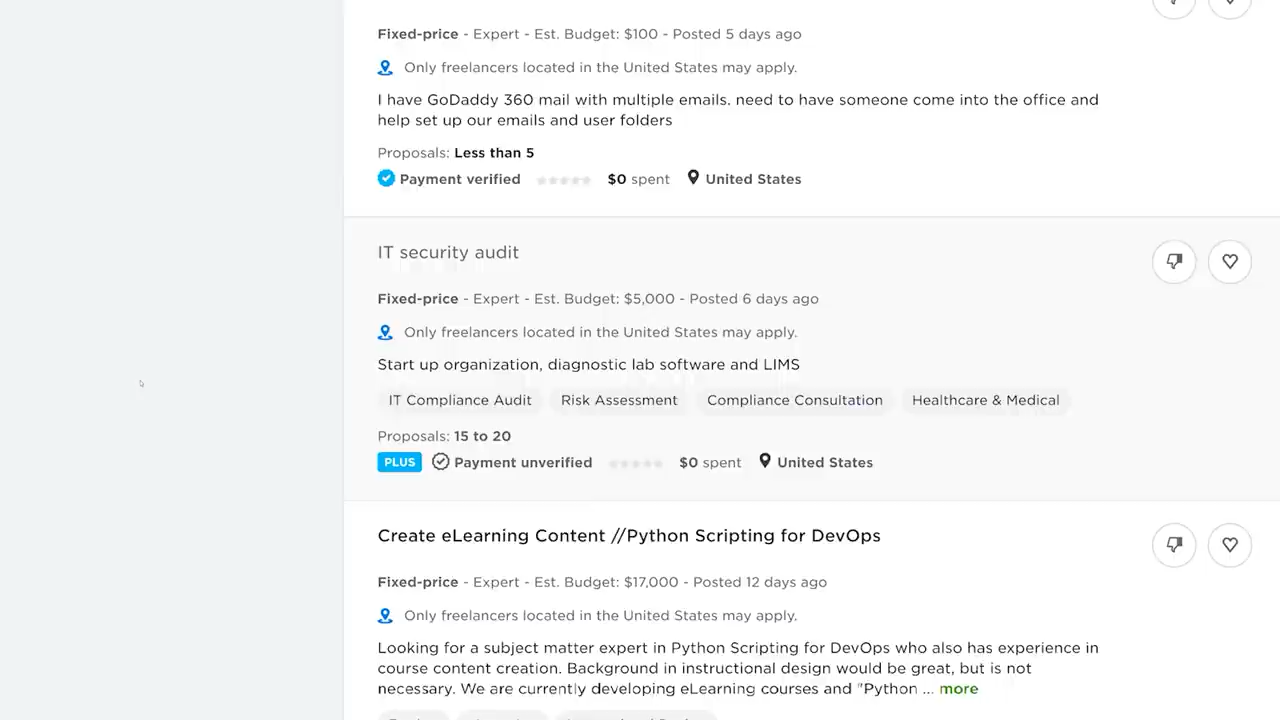 Fixed-price - Expert - Est. Budget: $100 - Posted 5 days ago
Only freelancers located in the United States may apply.
I have GoDaddy 360 mail with multiple emails. need to have someone come into the office and
help set up our emails and user folders
Proposals: Less than 5
Payment verified $0 spent United States
IT security audit
Fixed-price - Expert - Est. Budget: $5,000 - Posted 6 days ago
Only freelancers located in the United States may apply.
Start up organization, diagnostic lab software and LIMS
IT Compliance Audit Risk Assessment Compliance Consultation Healthcare & Medical
Proposals: 15 to 20
PLUS Payment unverified $0 spent United States
Create eLearning Content //Python Scripting for DevOps
Fixed-price - Expert - Est. Budget: $17,000 - Posted 12 days ago
Only freelancers located in the United States may apply.
Looking for a subject matter expert in Python Scripting for DevOps who also has experience in
course content creation. Background in instructional design would be great, but is not
necessary. We are currently developing eLearning courses and "Python ... more